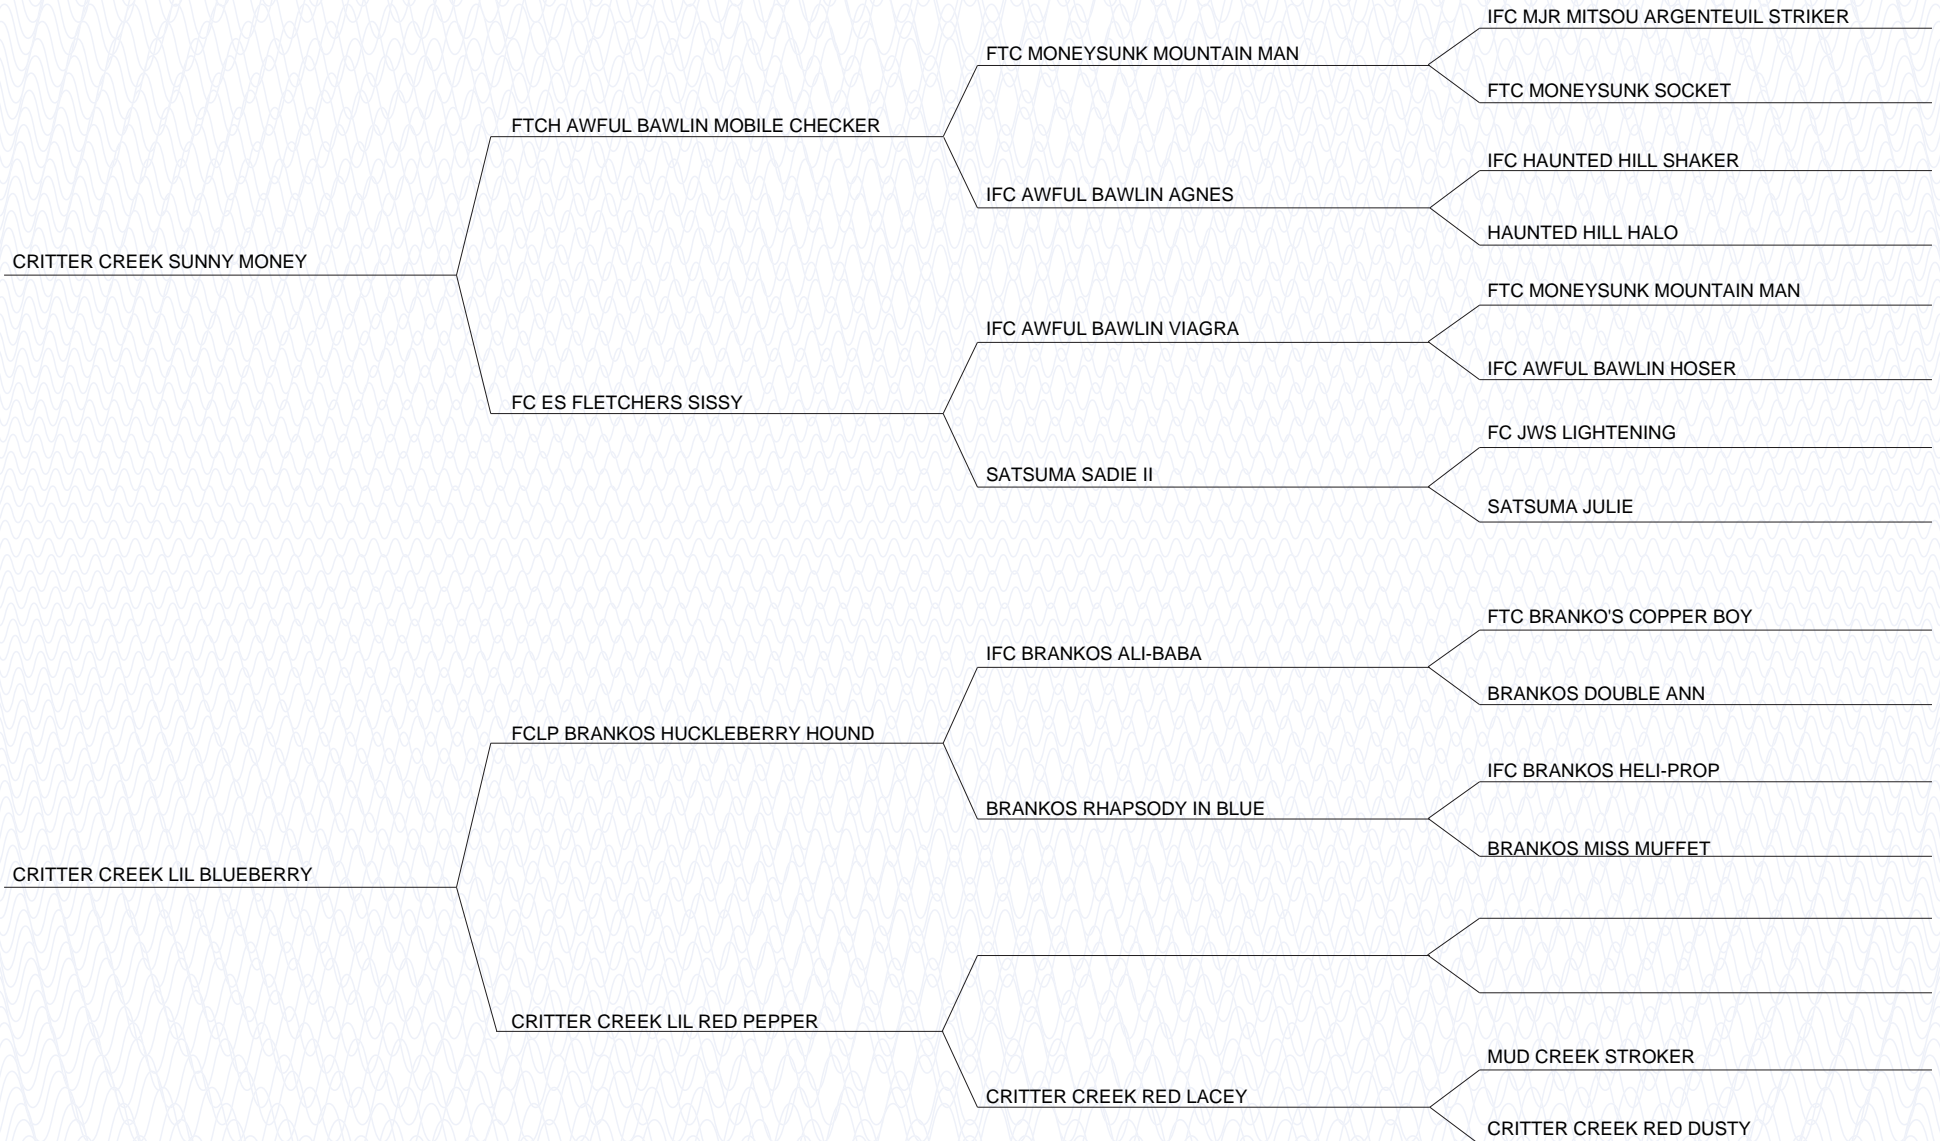 IFC MJR MITSOU ARGENTEUIL STRIKER
FTC MONEYSUNK MOUNTAIN MAN
FTC MONEYSUNK SOCKET
FTCH AWFUL BAWLIN MOBILE CHECKER
IFC HAUNTED HILL SHAKER
IFC AWFUL BAWLIN AGNES
HAUNTED HILL HALO
CRITTER CREEK SUNNY MONEY
FTC MONEYSUNK MOUNTAIN MAN
IFC AWFUL BAWLIN VIAGRA
IFC AWFUL BAWLIN HOSER
FC ES FLETCHERS SISSY
FC JWS LIGHTENING
SATSUMA SADIE II
SATSUMA JULIE
FTC BRANKO'S COPPER BOY
IFC BRANKOS ALI-BABA
BRANKOS DOUBLE ANN
FCLP BRANKOS HUCKLEBERRY HOUND
IFC BRANKOS HELI-PROP
BRANKOS RHAPSODY IN BLUE
BRANKOS MISS MUFFET
CRITTER CREEK LIL BLUEBERRY
CRITTER CREEK LIL RED PEPPER
MUD CREEK STROKER
CRITTER CREEK RED LACEY
CRITTER CREEK RED DUSTY